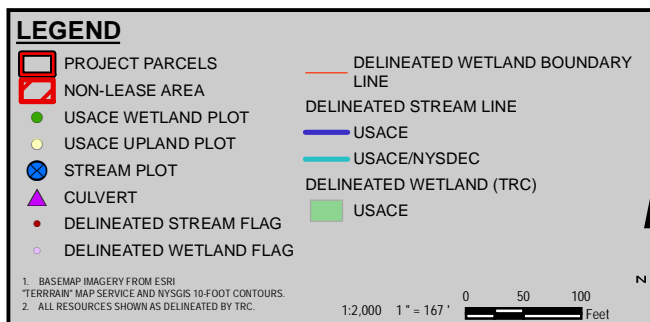 LEGEND
PROJECT PARCELS
NON-LEASE AREA
USACE WETLAND PLOT
USACE UPLAND PLOT
STREAM PLOT
CULVERT
DELINEATED STREAM FLAG
DELINEATED WETLAND FLAG
DELINEATED WETLAND BOUNDARY
LINE
DELINEATED STREAM LINE
USACE
USACE/NYSDEC
DELINEATED WETLAND (TRC)
USACE
1. BASEMAP IMAGERY FROM ESRI
"TERRRAIN" MAP SERVICE AND NYSGIS 10-FOOT CONTOURS.
2. ALL RESOURCES SHOWN AS DELINEATED BY TRC.
1:2,000 1 " = 167 '
0 50 100
Feet
N